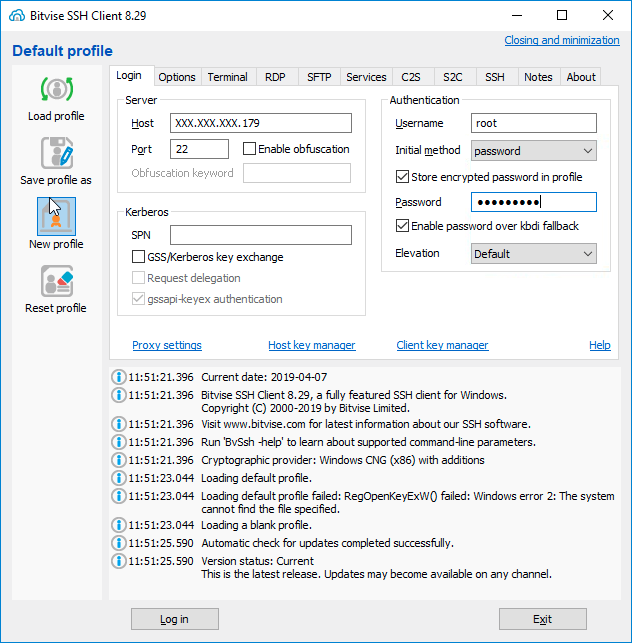 Bitvise SSH Client 8.29
Default profile
Closing and minimization
Load profile
Save profile as
New profile
Reset profile
Login Options Terminal RDP SFTP Services C2S S2C SSH Notes About
Server
Host XXX.XXX.XXX.179
Port 22 Enable obfuscation
Obfuscation keyword
Kerberos
SPN
GSS/Kerberos key exchange
Request delegation
gssapi-keyex authentication
Authentication
Username root
Initial method password
Store encrypted password in profile
Password ●●●●●●●●●
Enable password over kbdi fallback
Elevation Default
Proxy settings Host key manager Client key manager Help
11:51:21.396 Current date: 2019-04-07
11:51:21.396 Bitvise SSH Client 8.29, a fully featured SSH client for Windows.
Copyright (C) 2000-2019 by Bitvise Limited.
11:51:21.396 Visit www.bitvise.com for latest information about our SSH software.
11:51:21.396 Run 'BvSsh -help' to learn about supported command-line parameters.
11:51:21.396 Cryptographic provider: Windows CNG (x86) with additions
11:51:23.044 Loading default profile.
11:51:23.044 Loading default profile failed: RegOpenKeyExW() failed: Windows error 2: The system
cannot find the file specified.
11:51:23.044 Loading a blank profile.
11:51:25.590 Automatic check for updates completed successfully.
11:51:25.590 Version status: Current
This is the latest release. Updates may become available on any channel.
Log in Exit